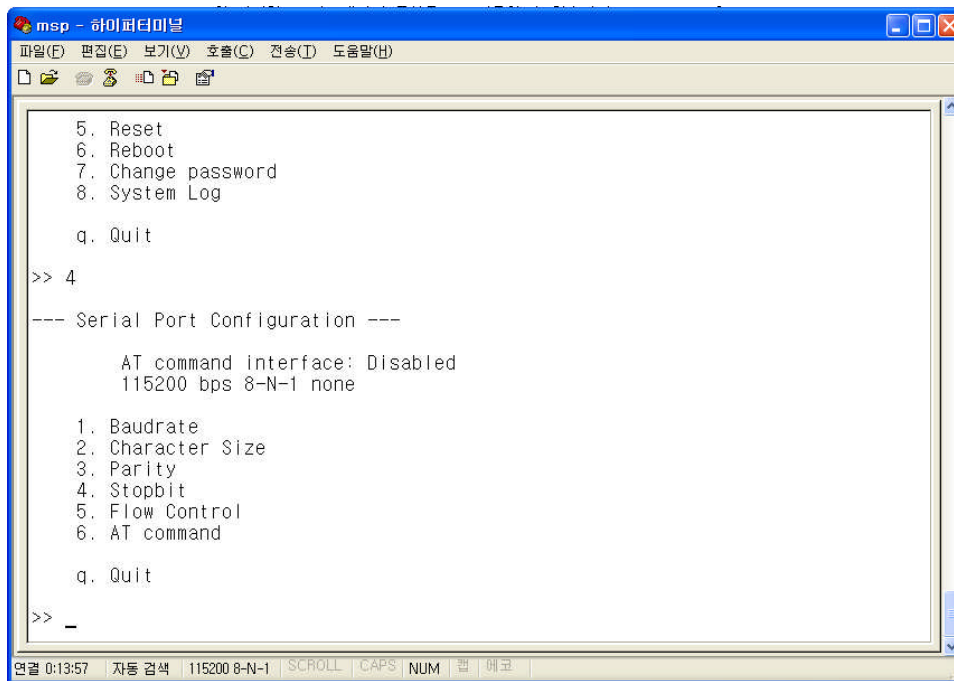 msp - 하이퍼터미널
파일(F) 편집(E) 보기(V) 호출(C) 전송(T) 도움말(H)
5. Reset
6. Reboot
7. Change password
8. System Log
q. Quit
>> 4
--- Serial Port Configuration ---
AT command interface: Disabled
115200 bps 8-N-1 none
1. Baudrate
2. Character Size
3. Parity
4. Stopbit
5. Flow Control
6. AT command
q. Quit
>> _
연결 0:13:57 자동 검색 115200 8-N-1 SCROLL CAPS NUM 캡 에코